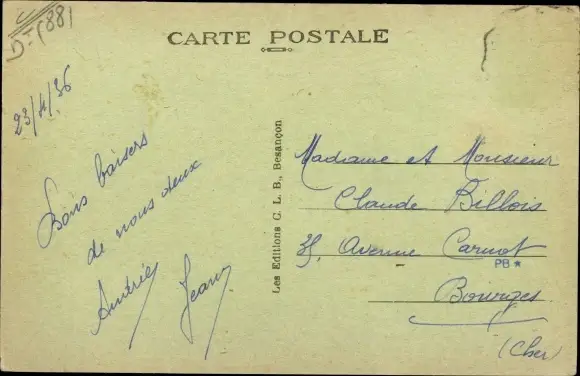 D-(88)
CARTE POSTALE
23/4/36
Bons baisers
de nous deux
Andrée Jean
Les Editions C. L. B., Besançon
Madame et Monsieur
Claude Billois
35, Avenue Carnot
PB*
Bourges
(Cher)